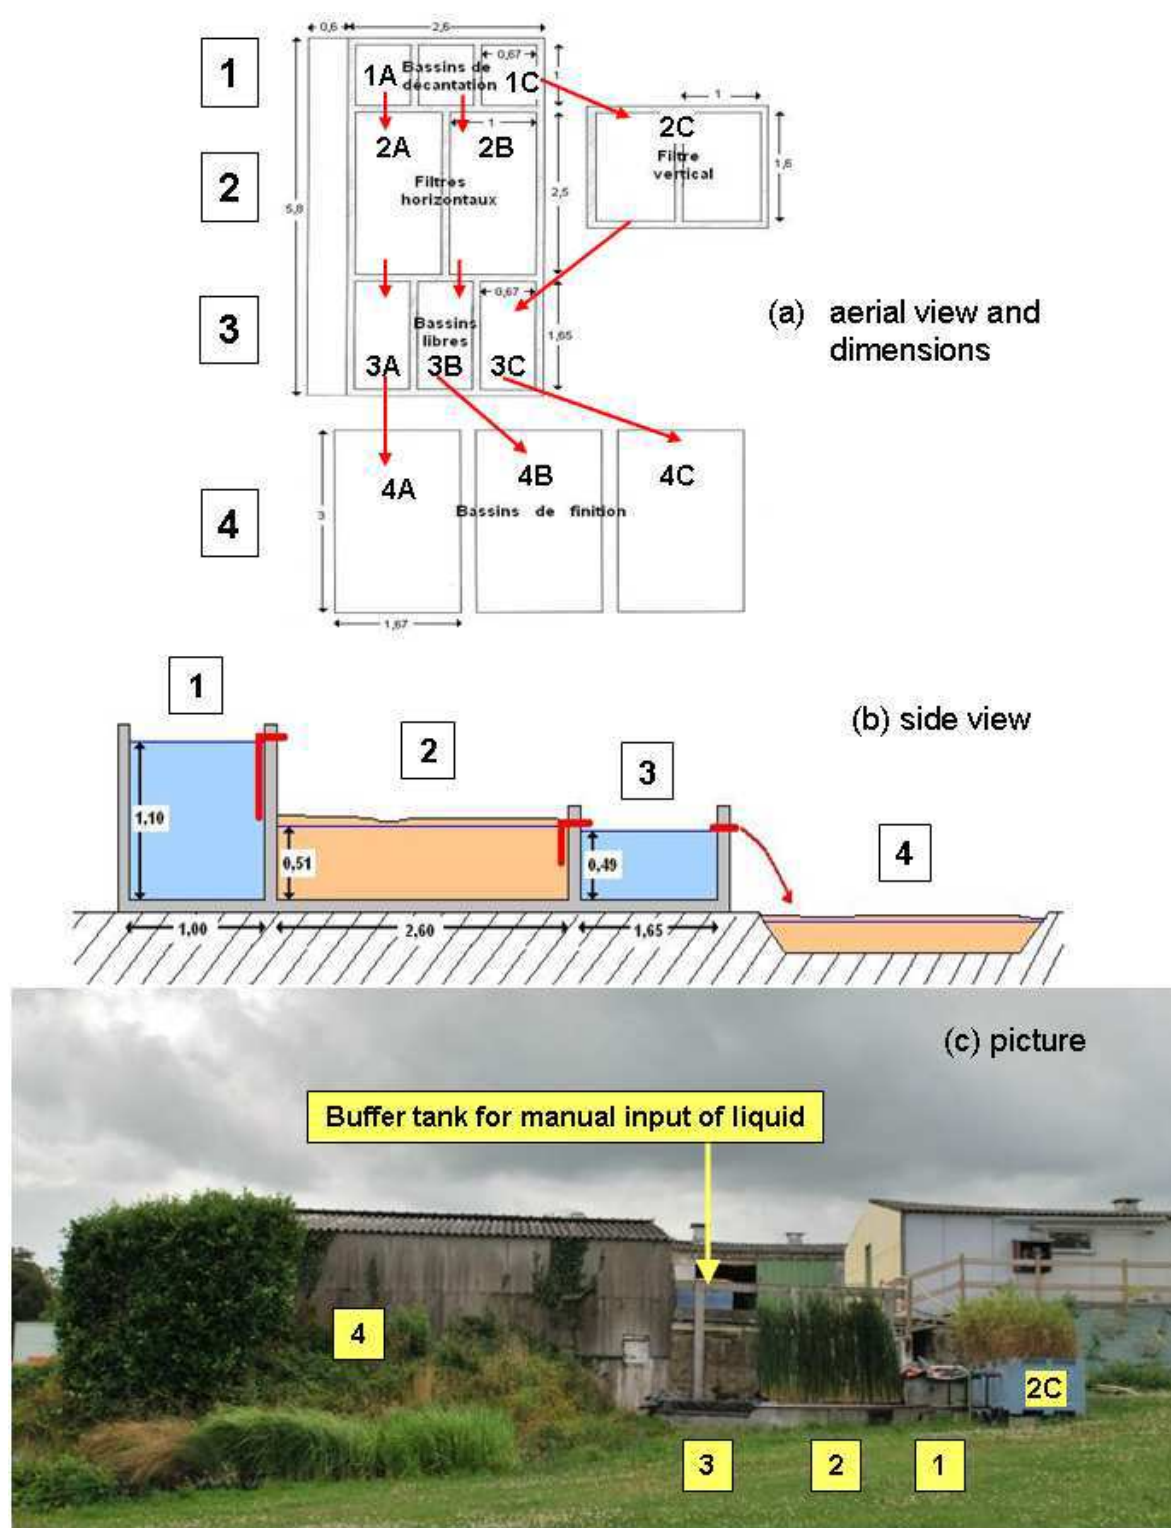 0,6
2,6
1
1A
Bassins de
décantation
0,67
1C
1
1
2C
Filtre
vertical
1,6
2A
1
2B
Filtres
horizontaux
2,5
2
5,8
3
0,67
Bassins
libres
1,65
3A
3B
3C
(a) aerial view and
dimensions
4
3
4A
4B
4C
Bassins de finition
1,67
1
(b) side view
2
3
1,10
4
0,51
0,49
1,00
2,60
1,65
(c) picture
Buffer tank for manual input of liquid
4
2C
3
2
1